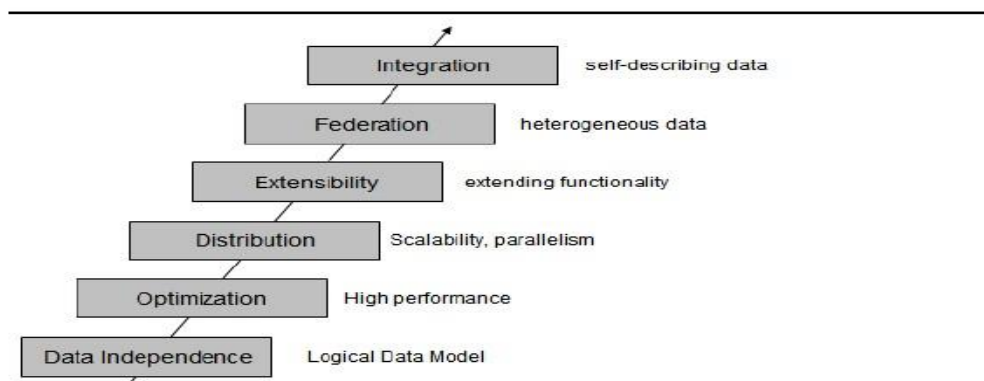 Integration self-describing data
Federation heterogeneous data
Extensibility extending functionality
Distribution Scalability, parallelism
Optimization High performance
Data Independence Logical Data Model